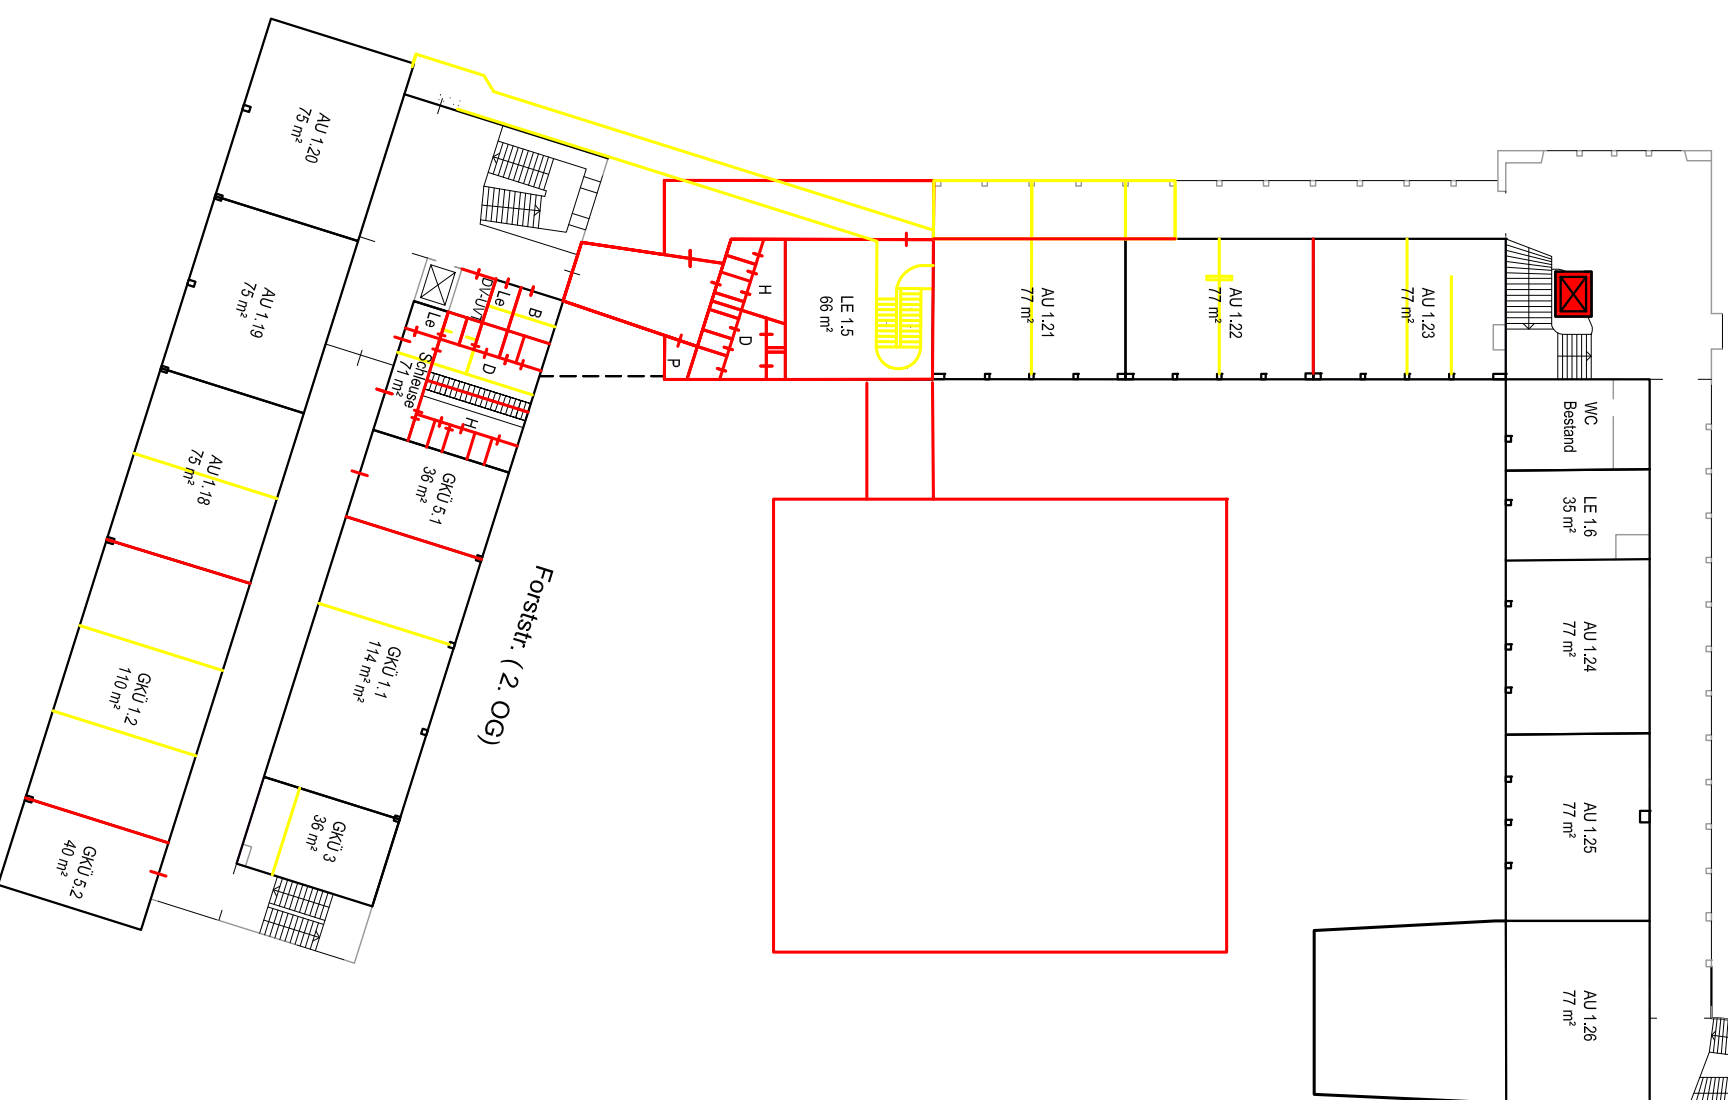 AU 1.20
75 m²
AU 1.19
75 m²
AU 1.18
75 m²
GKÜ 1.2
110 m²
GKÜ 5.2
40 m²
DV-UV
Le
B
Le
D
Schleuse
71 m²
H
GKÜ 5.1
36 m²
GKÜ 1.1
114 m² m²
GKÜ 3
36 m²
Forststr. ( 2. OG)
H
D
P
LE 1.5
66 m²
AU 1.21
77 m²
AU 1.22
77 m²
AU 1.23
77 m²
WC
Bestand
LE 1.6
35 m²
AU 1.24
77 m²
AU 1.25
77 m²
AU 1.26
77 m²